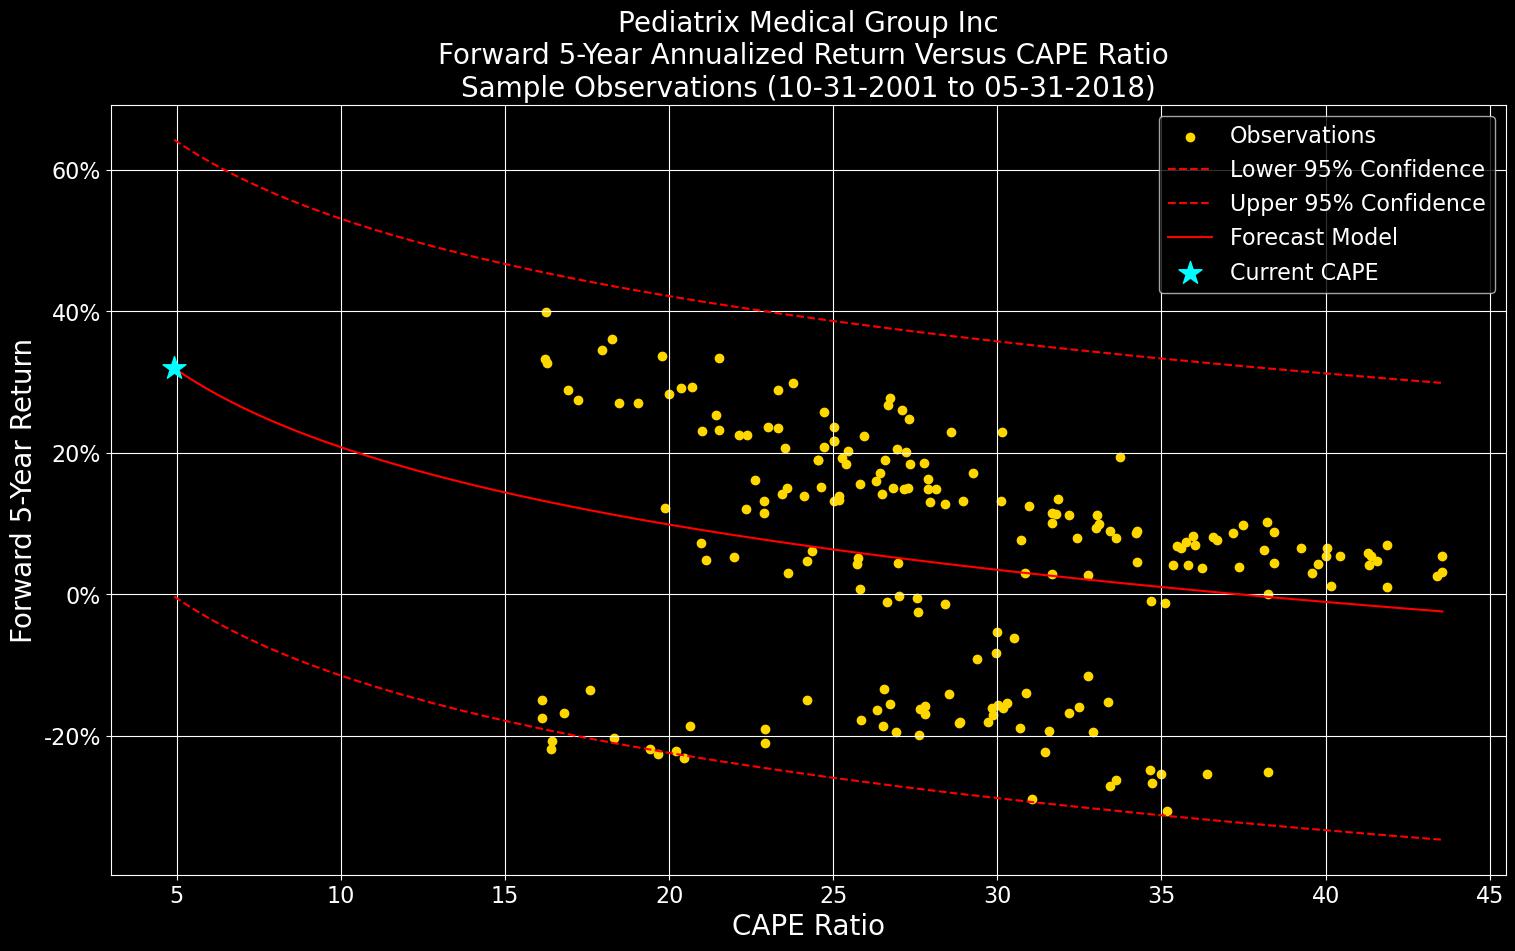 Pediatrix Medical Group Inc
Forward 5-Year Annualized Return Versus CAPE Ratio
Sample Observations (10-31-2001 to 05-31-2018)
Observations
Lower 95% Confidence
Upper 95% Confidence
Forecast Model
Current CAPE
Forward 5-Year Return
60%
40%
20%
0%
-20%
5 10 15 20 25 30 35 40 45
CAPE Ratio